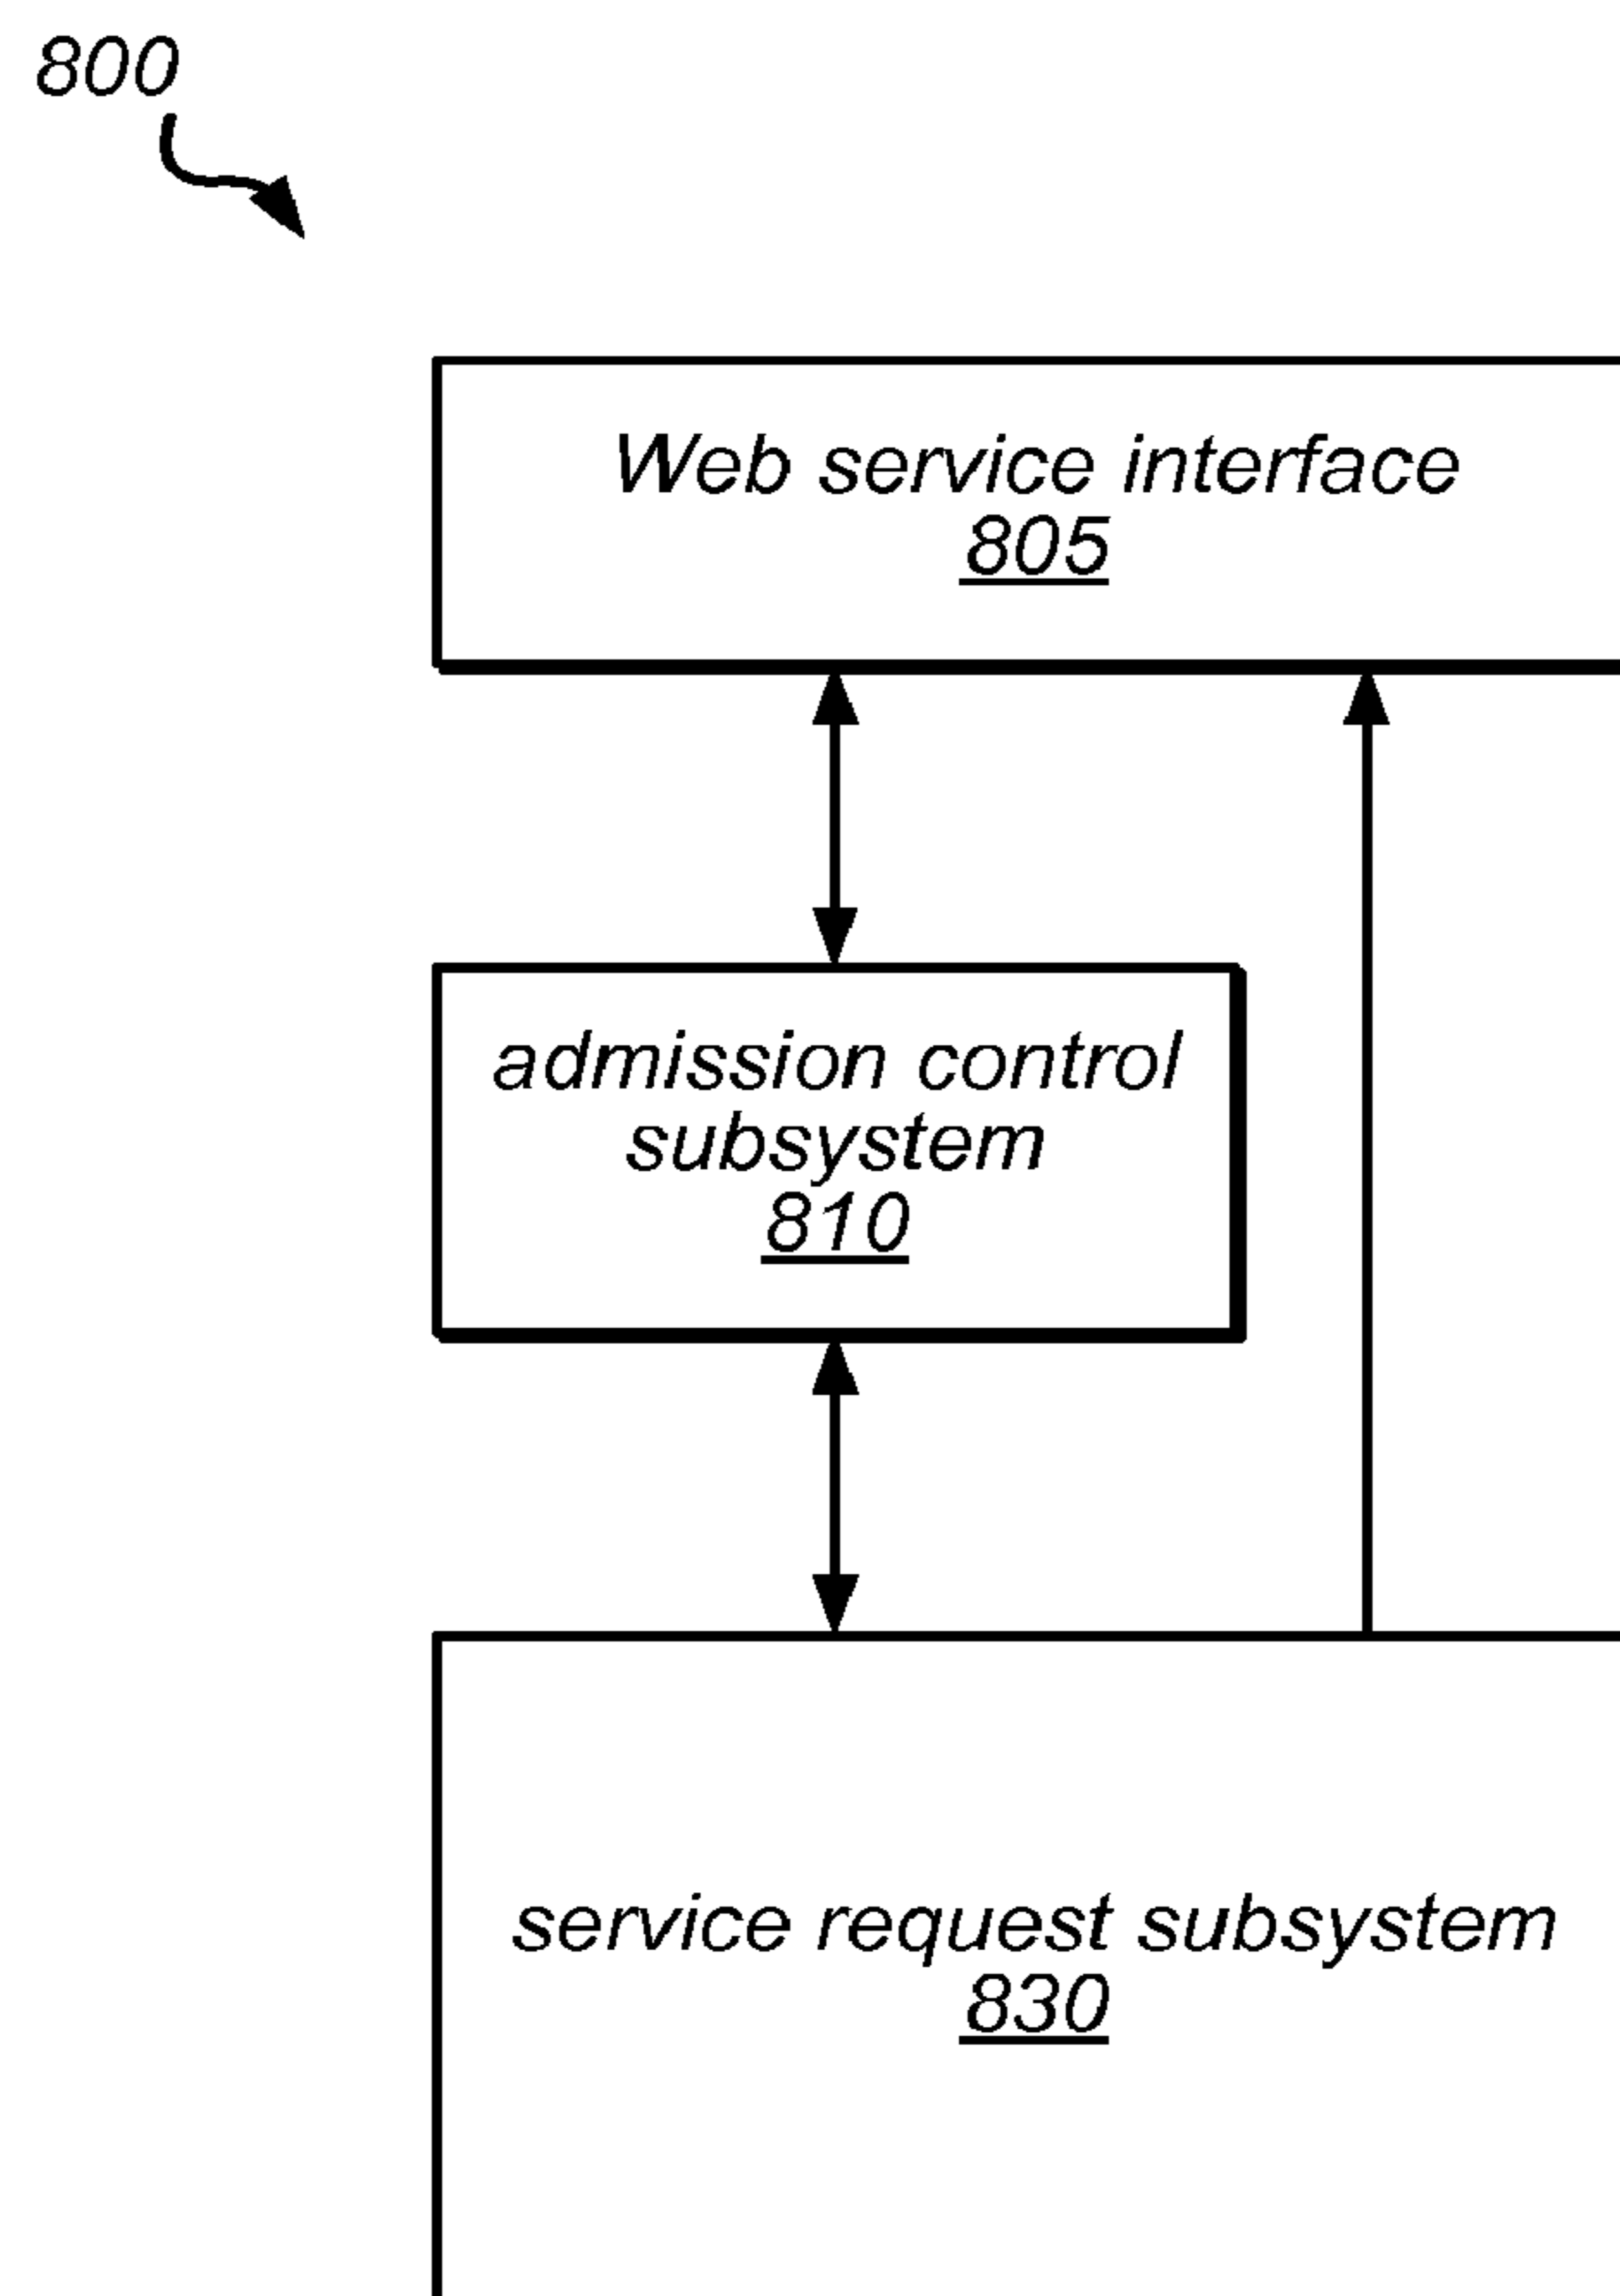 800
Web service interface
805
admission control
subsystem
810
service request subsystem
830